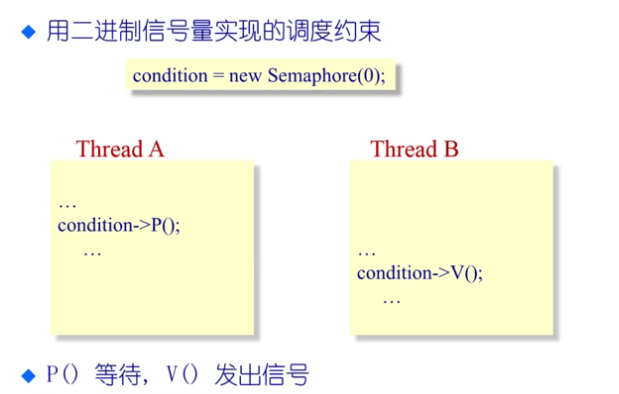 用二进制信号量实现的调度约束
condition = new Semaphore(0);
Thread A
…
condition->P();
…
Thread B
…
condition->V();
…
P() 等待, V() 发出信号